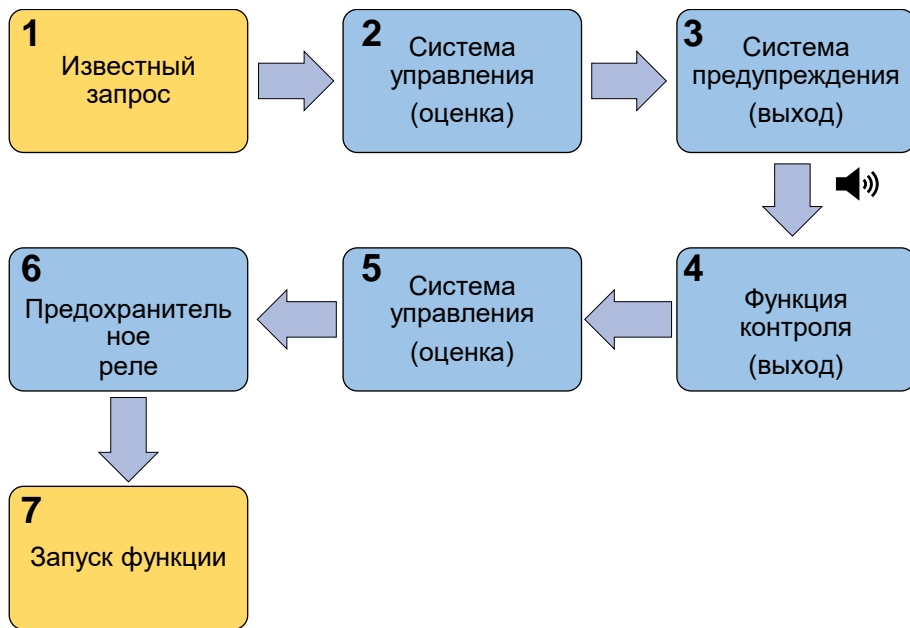 1
Известный
запрос
2
Система
управления
(оценка)
3
Система
предупреждения
(выход)
6
Предохранитель
ное
реле
5
Система
управления
(оценка)
4
Функция
контроля
(выход)
7
Запуск функции